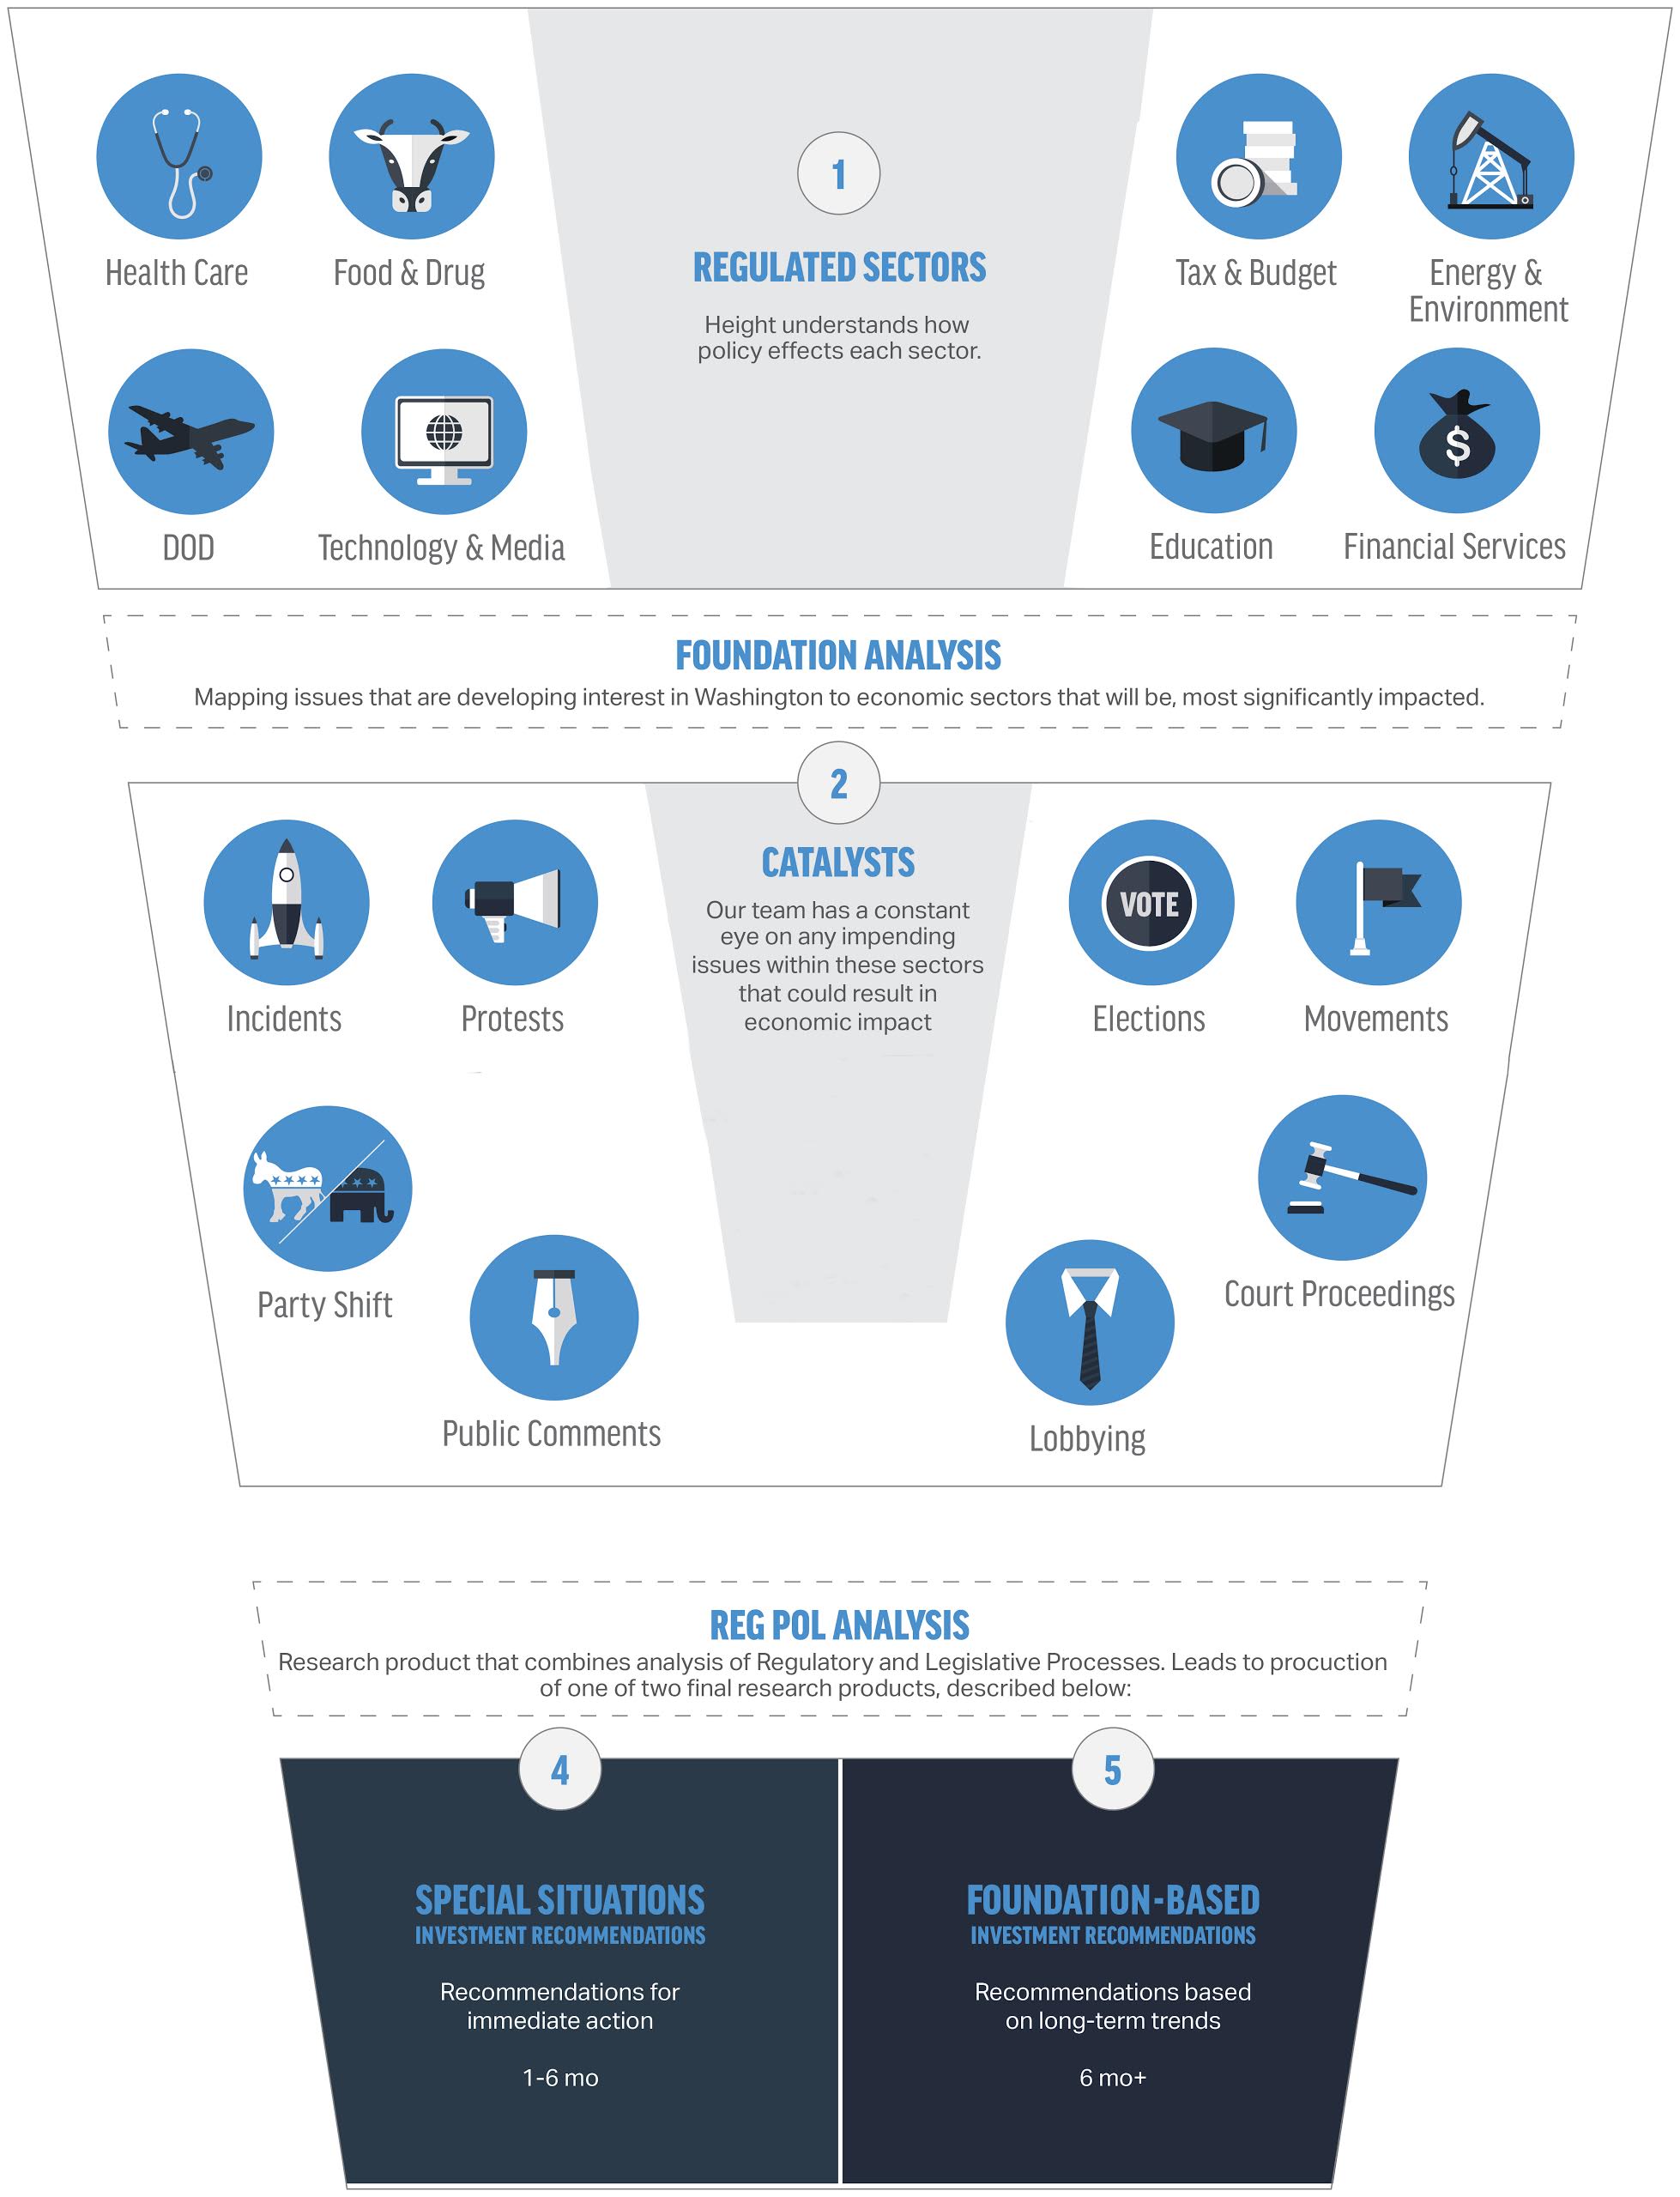 1
REGULATED SECTORS
Height understands how
policy effects each sector.
Health Care
Food & Drug
Tax & Budget
Energy &
Environment
DOD
Technology & Media
Education
$
Financial Services
FOUNDATION ANALYSIS
Mapping issues that are developing interest in Washington to economic sectors that will be, most significantly impacted.
2
CATALYSTS
Our team has a constant
eye on any impending
issues within these sectors
that could result in
economic impact
Incidents
Protests
VOTE
Elections
Movements
Party Shift
Court Proceedings
Public Comments
Lobbying
REG POL ANALYSIS
Research product that combines analysis of Regulatory and Legislative Processes. Leads to procuction
of one of two final research products, described below:
4
SPECIAL SITUATIONS
INVESTMENT RECOMMENDATIONS
Recommendations for
immediate action
1-6 mo
5
FOUNDATION-BASED
INVESTMENT RECOMMENDATIONS
Recommendations based
on long-term trends
6 mo+